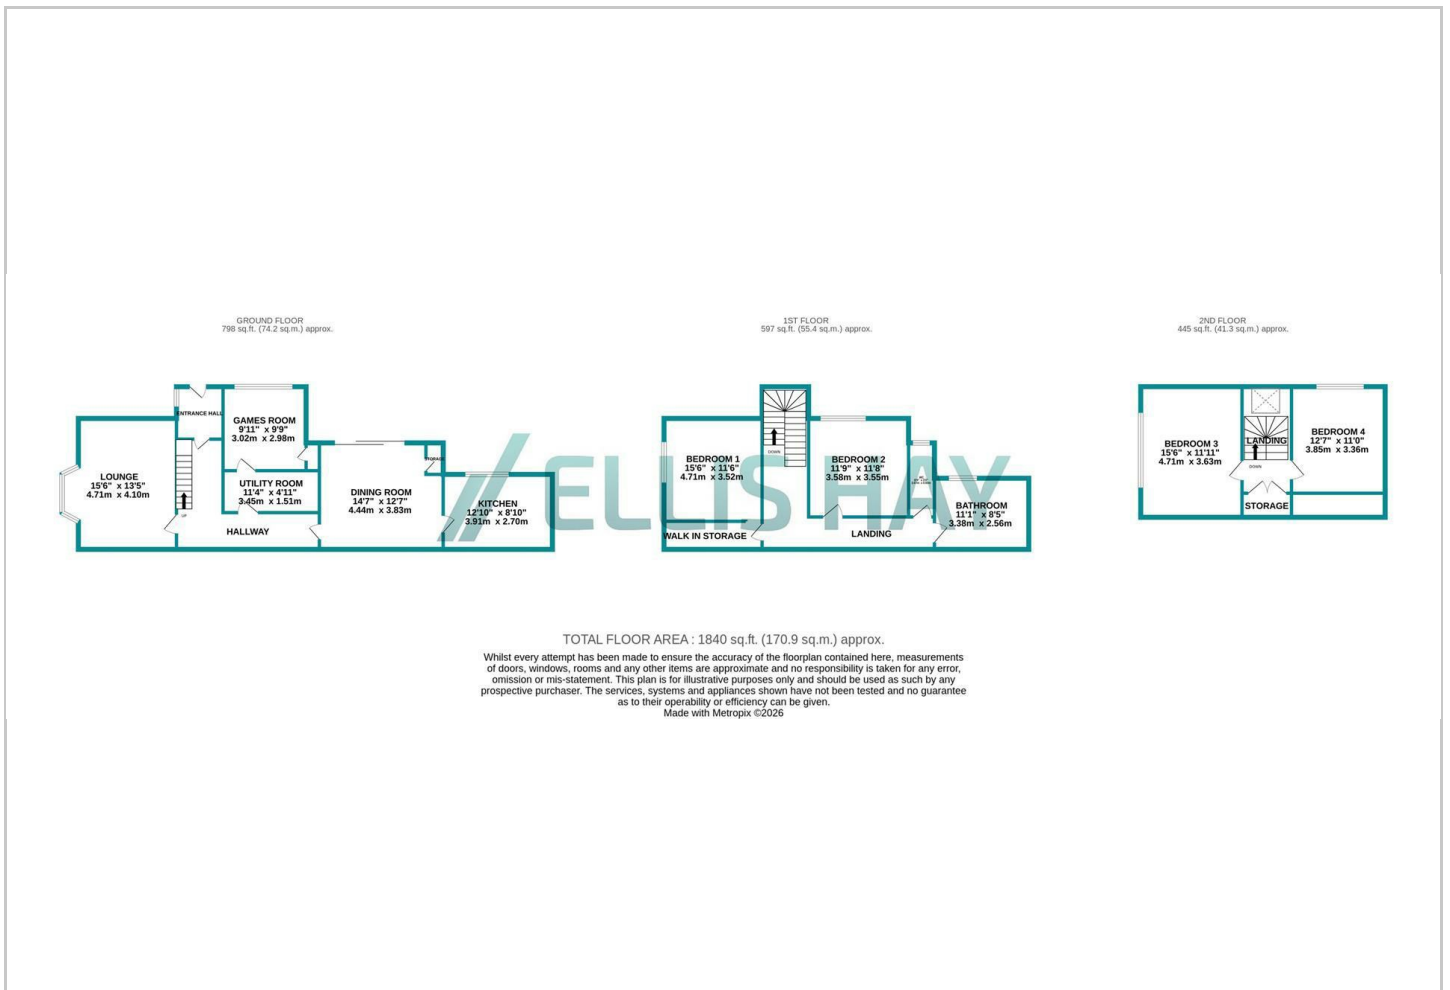 GROUND FLOOR
798 sq.ft. (74.2 sq.m.) approx.
1ST FLOOR
597 sq.ft. (55.4 sq.m.) approx.
2ND FLOOR
445 sq.ft. (41.3 sq.m.) approx.
ENTRANCE HALL
GAMES ROOM
9'11" x 9'9"
3.02m x 2.98m
LOUNGE
15'6" x 13'5"
4.71m x 4.10m
UTILITY ROOM
11'4" x 4'11"
3.45m x 1.51m
UP
HALLWAY
STORAGE
DINING ROOM
14'7" x 12'7"
4.44m x 3.83m
KITCHEN
12'10" x 8'10"
3.91m x 2.70m
ELLIS HAY
BEDROOM 1
15'6" x 11'6"
4.71m x 3.52m
DOWN
BEDROOM 2
11'9" x 11'8"
3.58m x 3.55m
BATHROOM
11'1" x 8'5"
3.38m x 2.56m
WALK IN STORAGE
LANDING
BEDROOM 3
15'6" x 11'11"
4.71m x 3.63m
LANDING
DOWN
BEDROOM 4
12'7" x 11'0"
3.85m x 3.36m
STORAGE
TOTAL FLOOR AREA : 1840 sq.ft. (170.9 sq.m.) approx.
Whilst every attempt has been made to ensure the accuracy of the floorplan contained here, measurements
of doors, windows, rooms and any other items are approximate and no responsibility is taken for any error,
omission or mis-statement. This plan is for illustrative purposes only and should be used as such by any
prospective purchaser. The services, systems and appliances shown have not been tested and no guarantee
as to their operability or efficiency can be given.
Made with Metropix ©2026